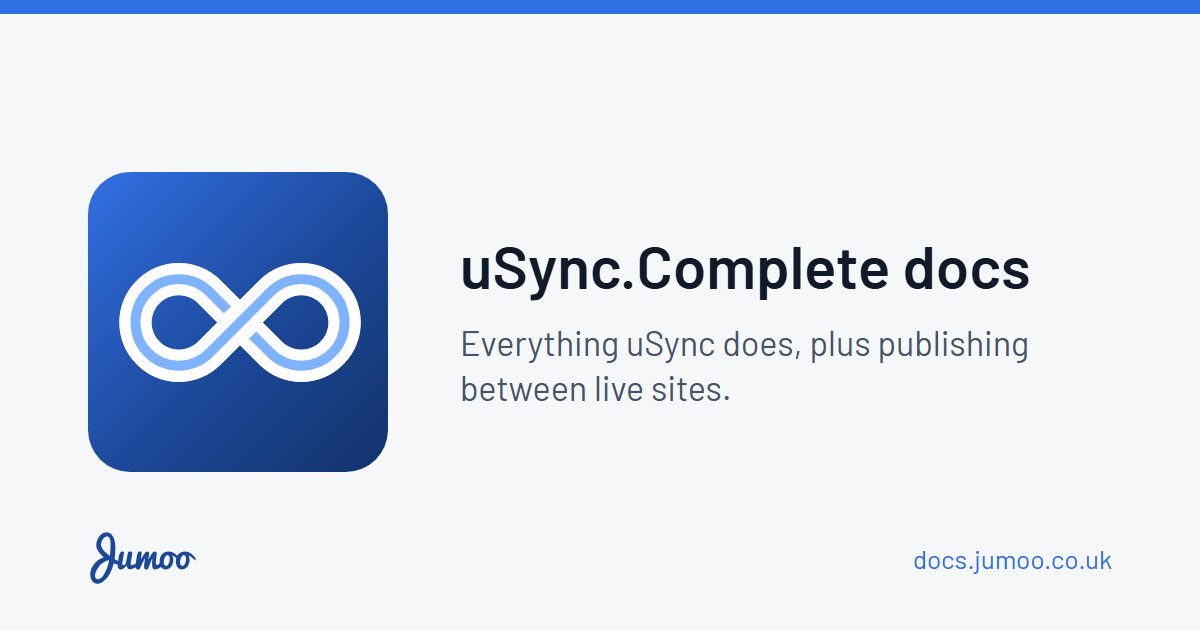 uSync.Complete docs
Everything uSync does, plus publishing
between live sites.
Jumoo
docs.jumoo.co.uk